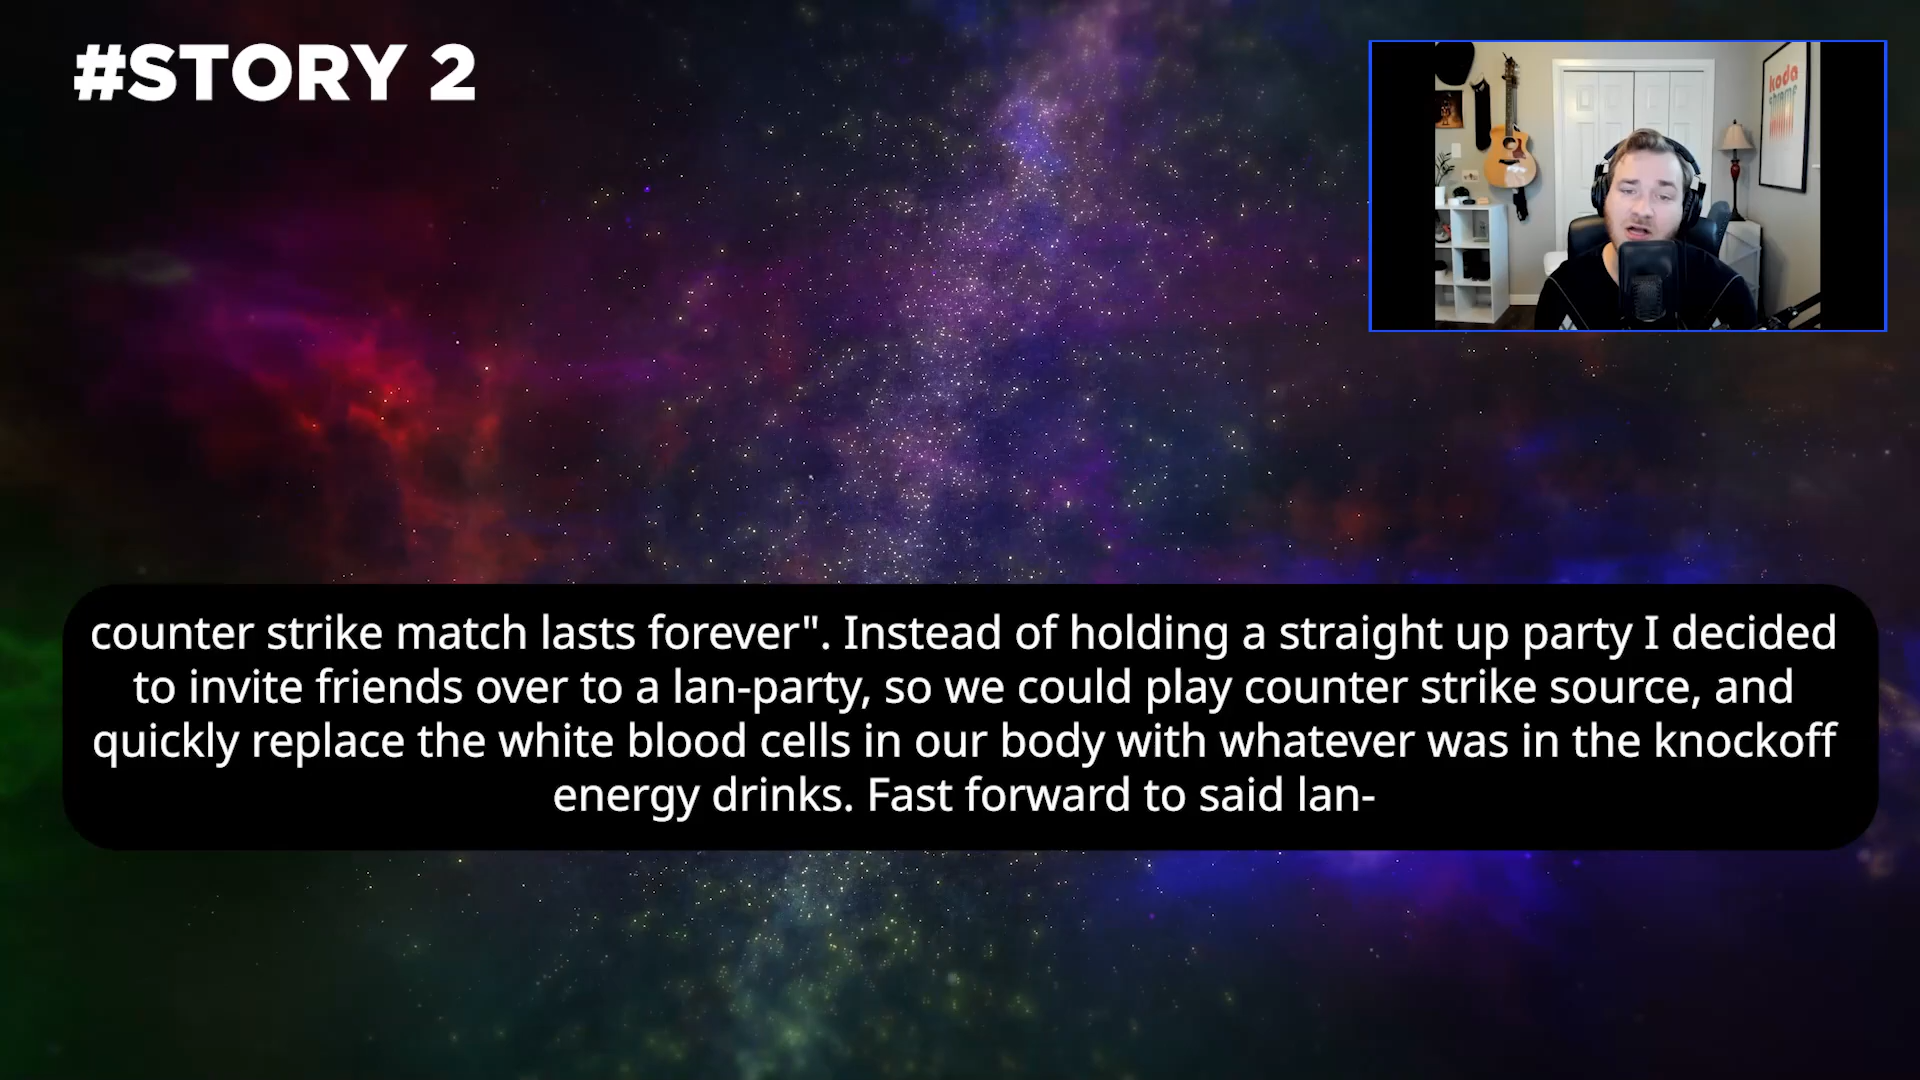 #STORY 2
koda
counter strike match lasts forever". Instead of holding a straight up party I decided
to invite friends over to a lan-party, so we could play counter strike source, and
quickly replace the white blood cells in our body with whatever was in the knockoff
energy drinks. Fast forward to said lan-